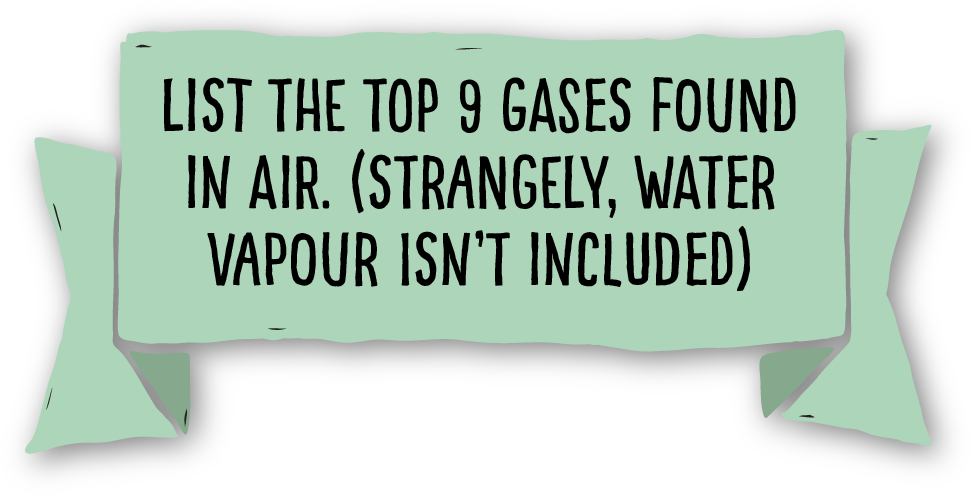 LIST THE TOP 9 GASES FOUND
IN AIR. (STRANGELY, WATER
VAPOUR ISN'T INCLUDED)